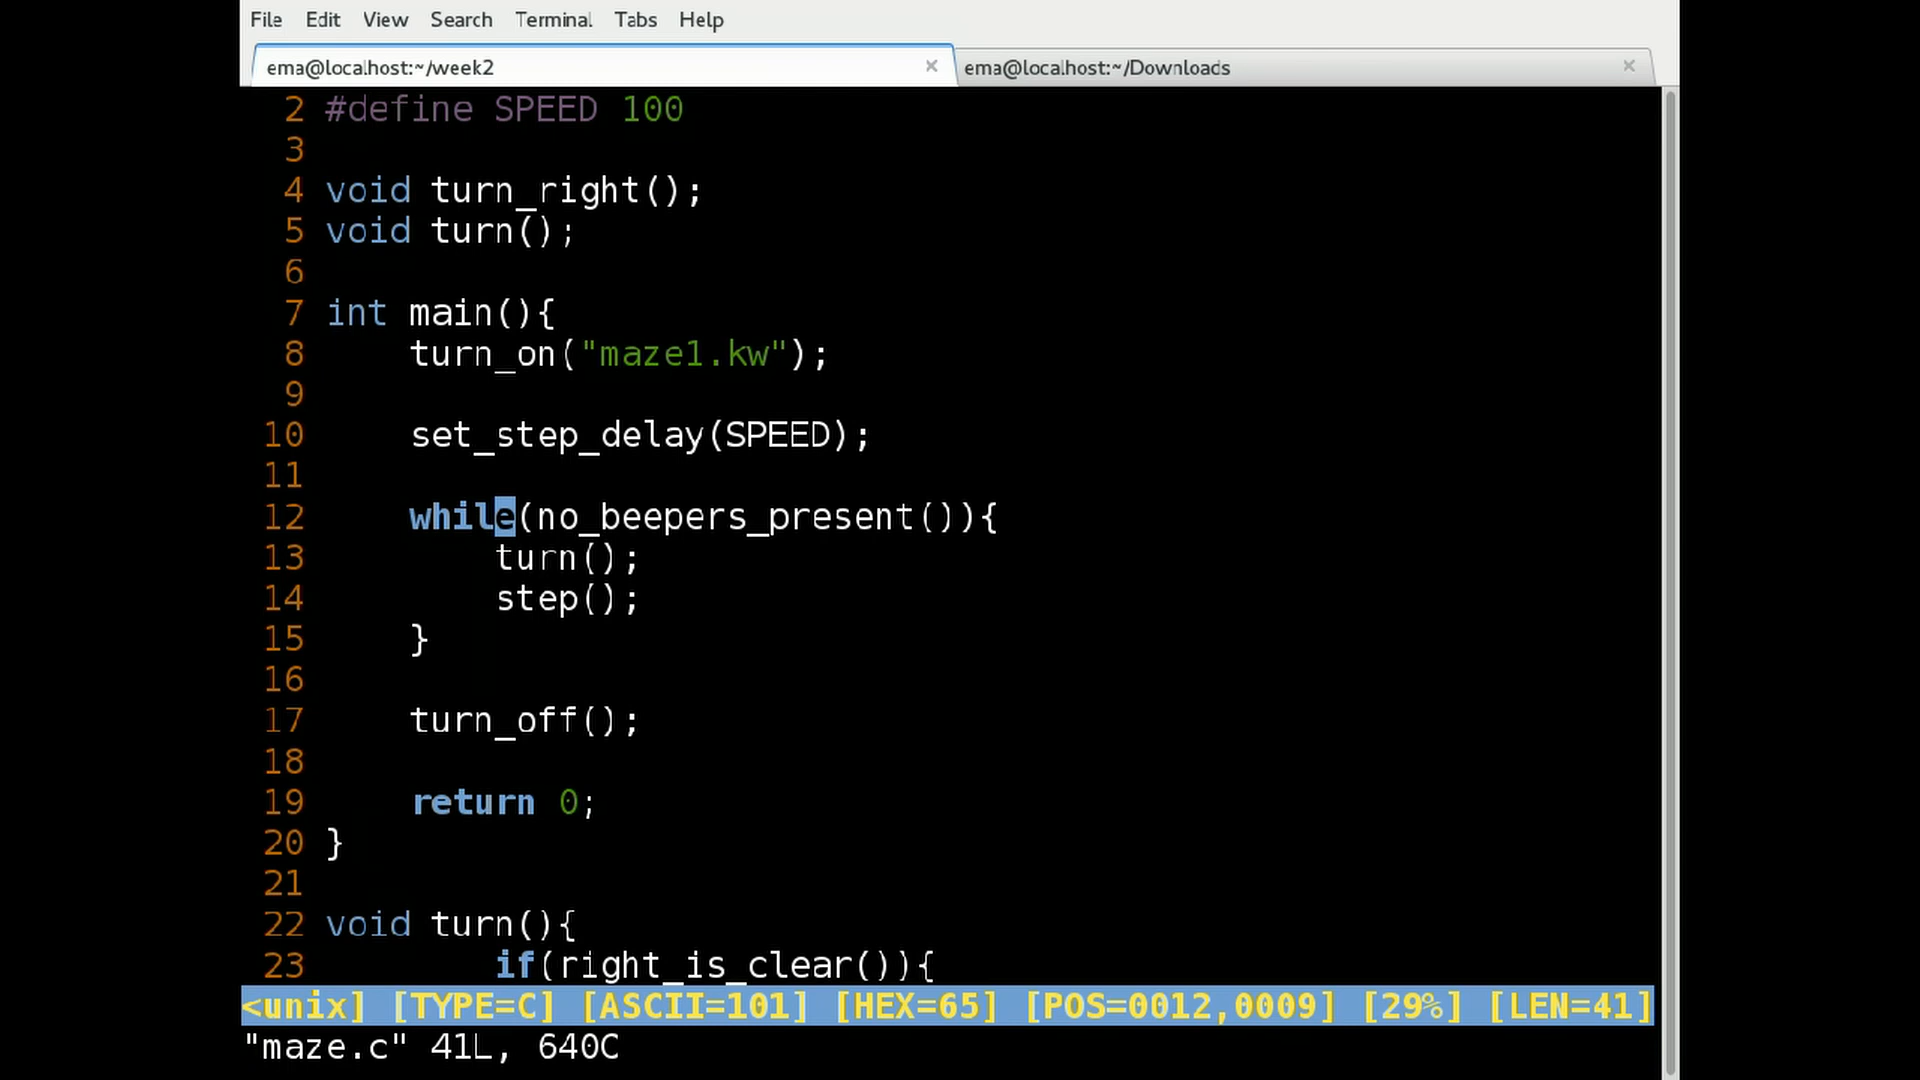 File Edit View Search Terminal Tabs Help
ema@localhost:~/week2 × ema@localhost:~/Downloads ×
2 #define SPEED 100
3
4 void turn_right();
5 void turn();
6
7 int main(){
8     turn_on("maze1.kw");
9
10     set_step_delay(SPEED);
11
12     while(no_beepers_present()){
13         turn();
14         step();
15     }
16
17     turn_off();
18
19     return 0;
20 }
21
22 void turn(){
23         if(right_is_clear()){
<unix] [TYPE=C] [ASCII=101] [HEX=65] [POS=0012,0009] [29%] [LEN=41]
"maze.c" 41L, 640C